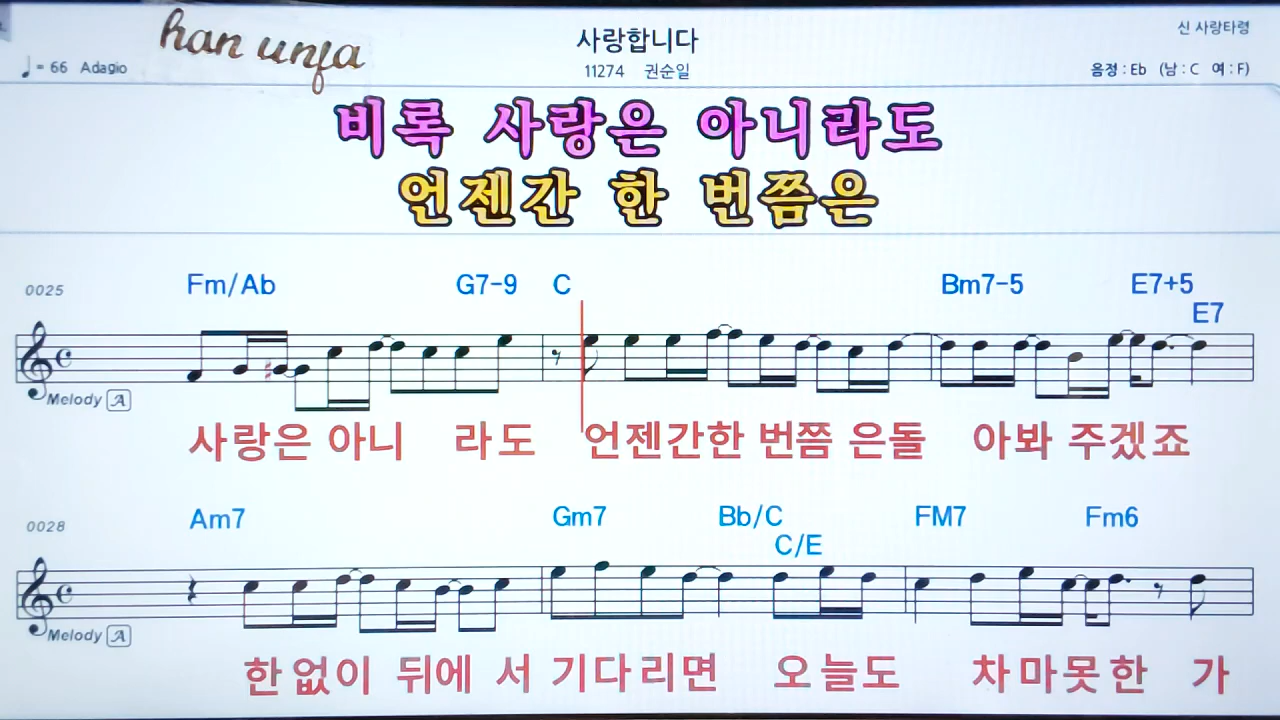 han unfa
사랑합니다
신 사랑타령
♩= 66 Adagio
11274 권순일
음정 : Eb (남 : C 여 : F)
비록 사랑은 아니라도
언젠간 한 번쯤은
0025 Fm/Ab G7-9 C Bm7-5 E7+5
E7
Melody A
사랑은 아니 라도 언젠간한 번쯤 은돌 아봐 주겠죠
0028 Am7 Gm7 Bb/C FM7 Fm6
C/E
Melody A
한없이 뒤에 서 기다리면 오늘도 차마못한 가